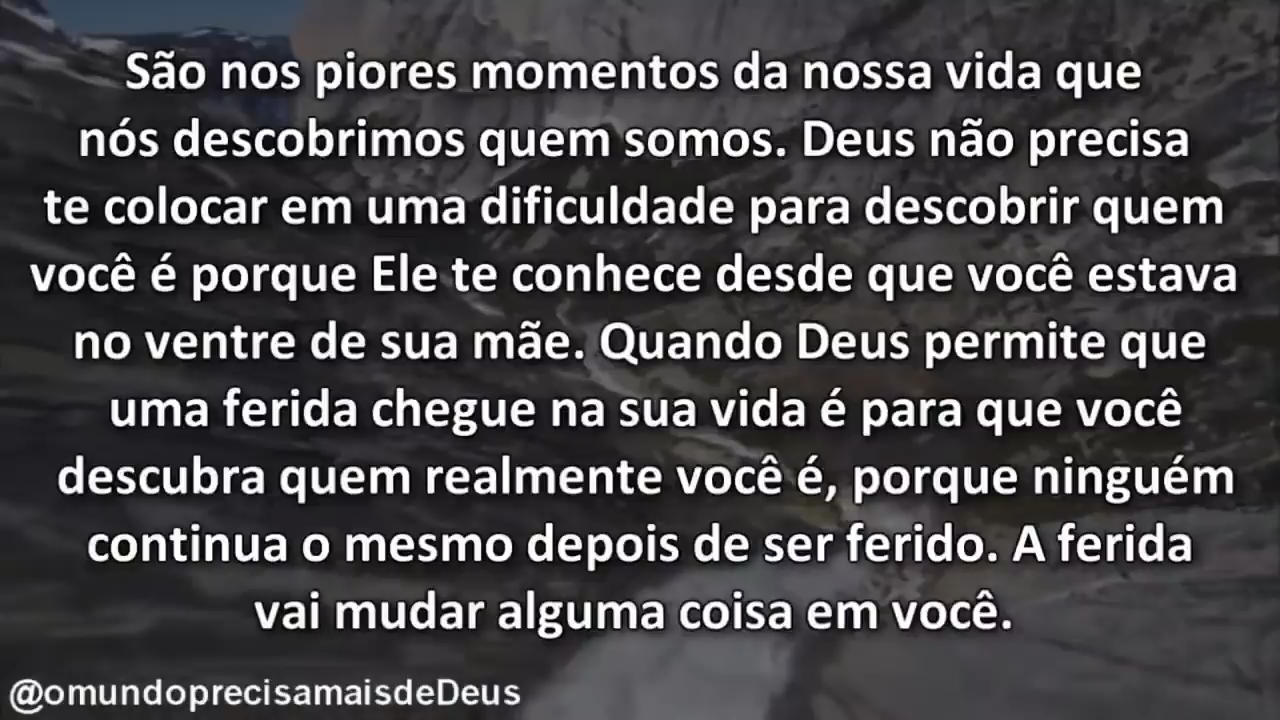 São nos piores momentos da nossa vida que
nós descobrimos quem somos. Deus não precisa
te colocar em uma dificuldade para descobrir quem
você é porque Ele te conhece desde que você estava
no ventre de sua mãe. Quando Deus permite que
uma ferida chegue na sua vida é para que você
descubra quem realmente você é, porque ninguém
continua o mesmo depois de ser ferido. A ferida
vai mudar alguma coisa em você.
@omundoprecisamaisdeDeus